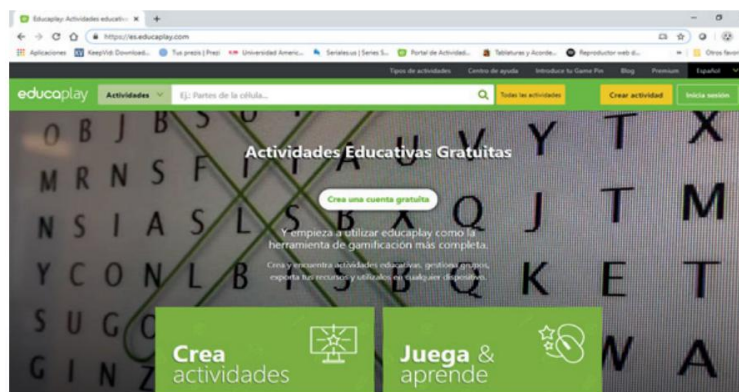 Educaplay: Actividades educativ
https://es.educaplay.com
Aplicaciones KeepVid: Download... Tus prezis | Prezi Universidad Americ... Seriales.us | Series S... Portal de Actividad... Tablaturas y Acorde... Reproductor web d... Otros favor
Tipos de actividades Centro de ayuda Introduce tu Game Pin Blog Premium Español
educaplay Actividades Ej.: Partes de la célula... Todas las actividades Crear actividad Inicia sesión
O B J B S O
Actividades Educativas Gratuitas
A U V Y T X
M R N S F
Crea una cuenta gratuita
N S I A S L S B X Q J T M
Y empieza a utilizar educaplay como la
herramienta de gamificación más completa.
Crea y encuentra actividades educativas, gestiona grupos,
exporta tus recursos y utilízalos en cualquier dispositivo.
Y C O N L B Q K E T
S U G O
Crea
actividades
Juega &
aprende
G I N Z N W A